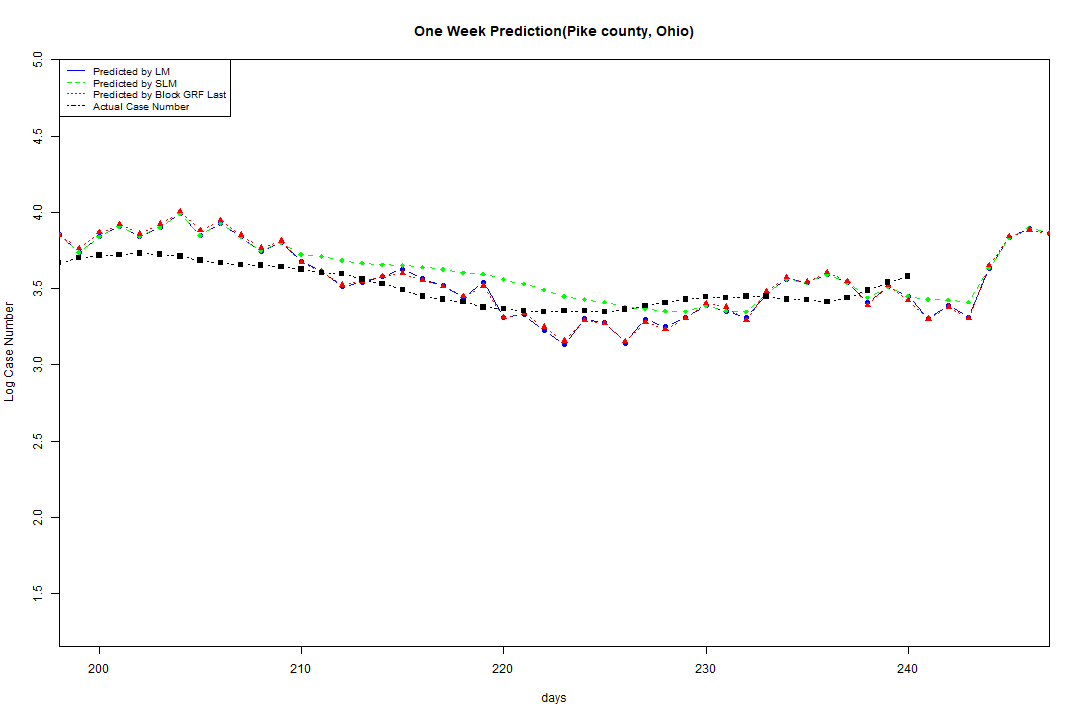 One Week Prediction(Pike county, Ohio)
Predicted by LM
Predicted by SLM
Predicted by Block GRF Last
Actual Case Number
5.0
4.5
4.0
3.5
3.0
2.5
2.0
1.5
Log Case Number
200 210 220 230 240
days